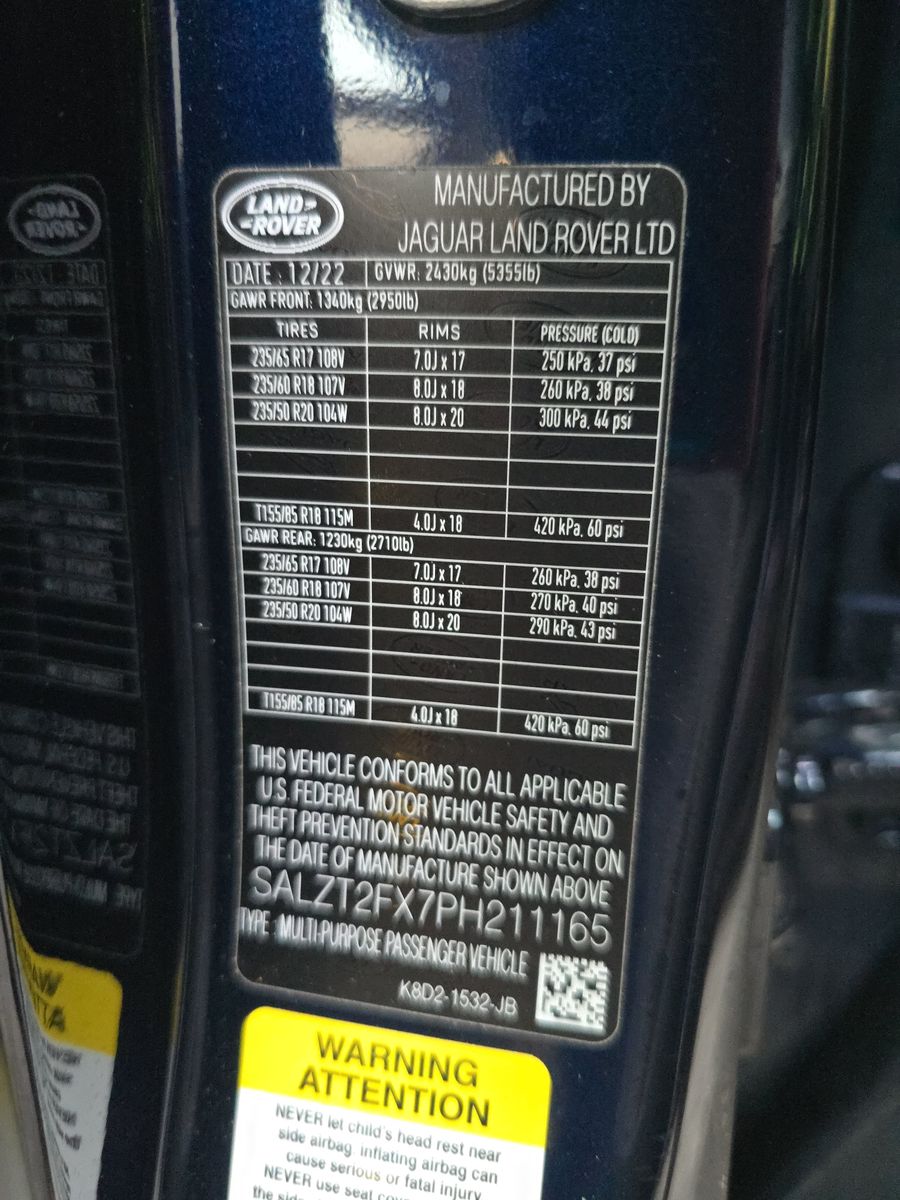 LAND-
-ROVER
MANUFACTURED BY
JAGUAR LAND ROVER LTD
DATE : 12/22 GVWR: 2430kg (5355lb)
GAWR FRONT: 1340kg (2950lb)
TIRES RIMS PRESSURE (COLD)
235/65 R17 108V 7.0J x 17 250 kPa, 37 psi
235/60 R18 107V 8.0J x 18 260 kPa, 38 psi
235/50 R20 104W 8.0J x 20 300 kPa, 44 psi
T155/85 R18 115M 4.0J x 18 420 kPa, 60 psi
GAWR REAR: 1230kg (2710lb)
235/65 R17 108V 7.0J x 17 260 kPa, 38 psi
235/60 R18 107V 8.0J x 18 270 kPa, 40 psi
235/50 R20 104W 8.0J x 20 290 kPa, 43 psi
T155/85 R18 115M 4.0J x 18 420 kPa, 60 psi
THIS VEHICLE CONFORMS TO ALL APPLICABLE
U.S. FEDERAL MOTOR VEHICLE SAFETY AND
THEFT PREVENTION STANDARDS IN EFFECT ON
THE DATE OF MANUFACTURE SHOWN ABOVE
SALZT2FX7PH211165
TYPE : MULTI-PURPOSE PASSENGER VEHICLE
K8D2-1532-JB
WARNING
ATTENTION
NEVER let child's head rest near
side airbag, inflating airbag can
cause serious or fatal injury.
NEVER use seat
the